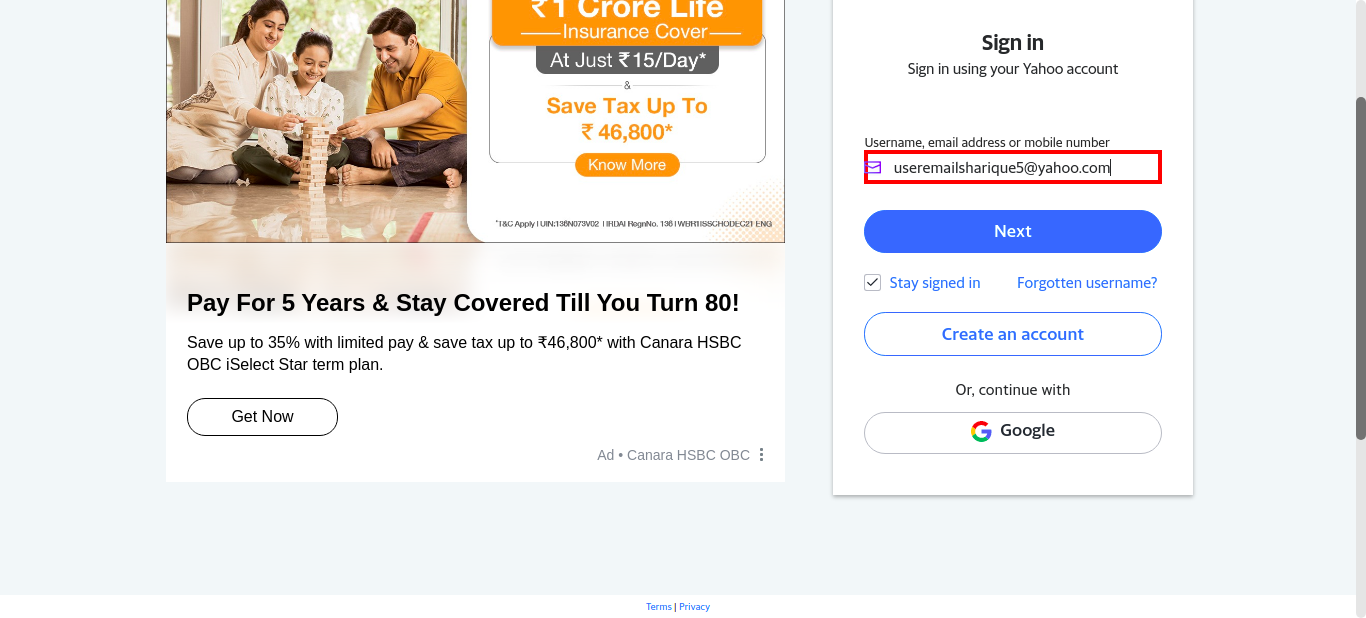 ₹1 Crore Life
Insurance Cover
At Just ₹15/Day*
&
Save Tax Up To
₹ 46,800*
Know More
*T&C Apply | UIN:136N073V02 | IRDAI RegnNo. 136 | WBR11SSCHODEC21 ENG
Pay For 5 Years & Stay Covered Till You Turn 80!
Save up to 35% with limited pay & save tax up to ₹46,800* with Canara HSBC
OBC iSelect Star term plan.
Get Now
Ad • Canara HSBC OBC
Sign in
Sign in using your Yahoo account
Username, email address or mobile number
useremailsharique5@yahoo.com
Next
Stay signed in
Forgotten username?
Create an account
Or, continue with
Google
Terms | Privacy